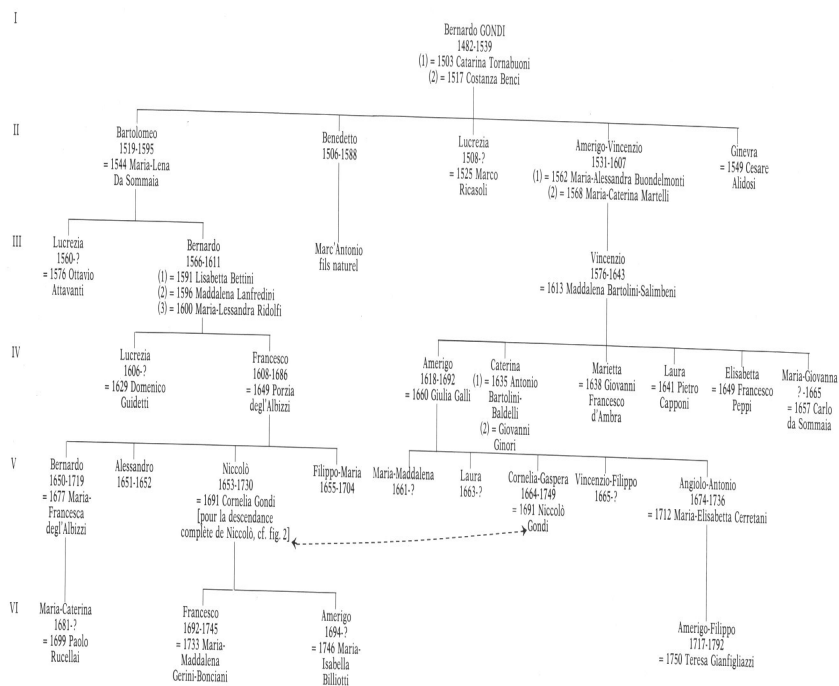 I
Bernardo GONDI
1482-1539
(1) = 1503 Catarina Tornabuoni
(2) = 1517 Costanza Benci
II
Bartolomeo
1519-1595
= 1544 Maria-Lena
Da Sommaia
Benedetto
1506-1588
Lucrezia
1508-?
= 1525 Marco
Ricasoli
Amerigo-Vincenzio
1531-1607
(1) = 1562 Maria-Alessandra Buondelmonti
(2) = 1568 Maria-Caterina Martelli
Ginevra
= 1549 Cesare
Alidosi
III
Lucrezia
1560-?
= 1576 Ottavio
Attavanti
Bernardo
1566-1611
(1) = 1591 Lisabetta Bettini
(2) = 1596 Maddalena Lanfredini
(3) = 1600 Maria-Lessandra Ridolfi
Marc'Antonio
fils naturel
Vincenzio
1576-1643
= 1613 Maddalena Bartolini-Salimbeni
IV
Lucrezia
1606-?
= 1629 Domenico
Guidetti
Francesco
1608-1686
= 1649 Porzia
degl'Albizzi
Amerigo
1618-1692
= 1660 Giulia Galli
Caterina
(1) = 1635 Antonio
Bartolini-
Baldelli
(2) = Giovanni
Ginori
Marietta
= 1638 Giovanni
Francesco
d'Ambra
Laura
= 1641 Pietro
Capponi
Elisabetta
= 1649 Francesco
Peppi
Maria-Giovanna
? -1665
= 1657 Carlo
da Sommaia
V
Bernardo
1650-1719
= 1677 Maria-
Francesca
degl'Albizzi
Alessandro
1651-1652
Niccolò
1653-1730
= 1691 Cornelia Gondi
[pour la descendance
complète de Niccolò, cf. fig. 2]
Filippo-Maria
1655-1704
Maria-Maddalena
1661-?
Laura
1663-?
Cornelia-Gaspera
1664-1749
= 1691 Niccolò
Gondi
Vincenzio-Filippo
1665-?
Angiolo-Antonio
1674-1736
= 1712 Maria-Elisabetta Cerretani
VI
Maria-Caterina
1681-?
= 1699 Paolo
Rucellai
Francesco
1692-1745
= 1733 Maria-
Maddalena
Gerini-Bonciani
Amerigo
1694-?
= 1746 Maria-
Isabella
Billiotti
Amerigo-Filippo
1717-1792
= 1750 Teresa Gianfigliazzi